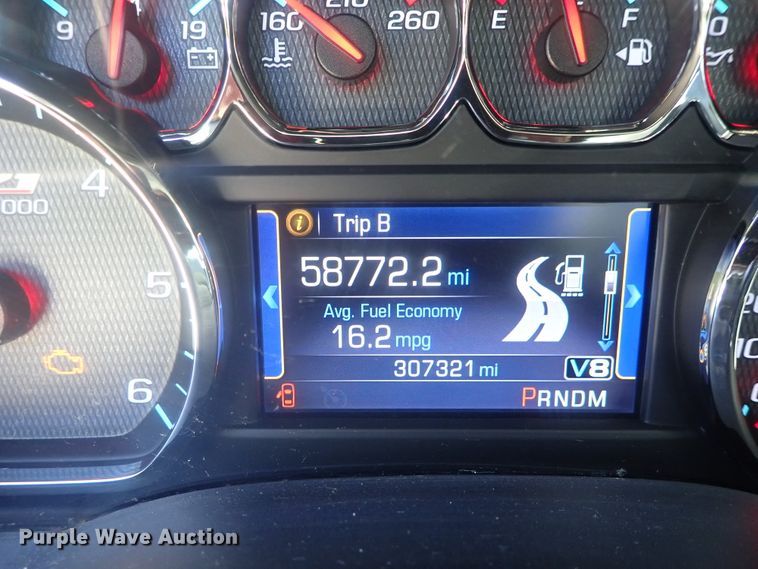 9 19
160 210 260
E F
4
000
5
6
Trip B
58772.2 mi
Avg. Fuel Economy
16.2 mpg
307321 mi V8
PRNDM
Purple Wave Auction